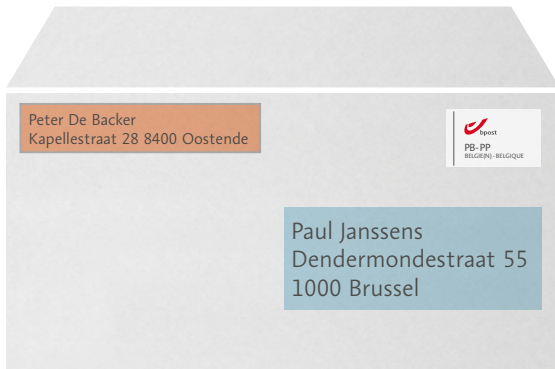 Peter De Backer
Kapellestraat 28 8400 Oostende
bpost
PB-PP
BELGIE(N)-BELGIQUE
Paul Janssens
Dendermondestraat 55
1000 Brussel